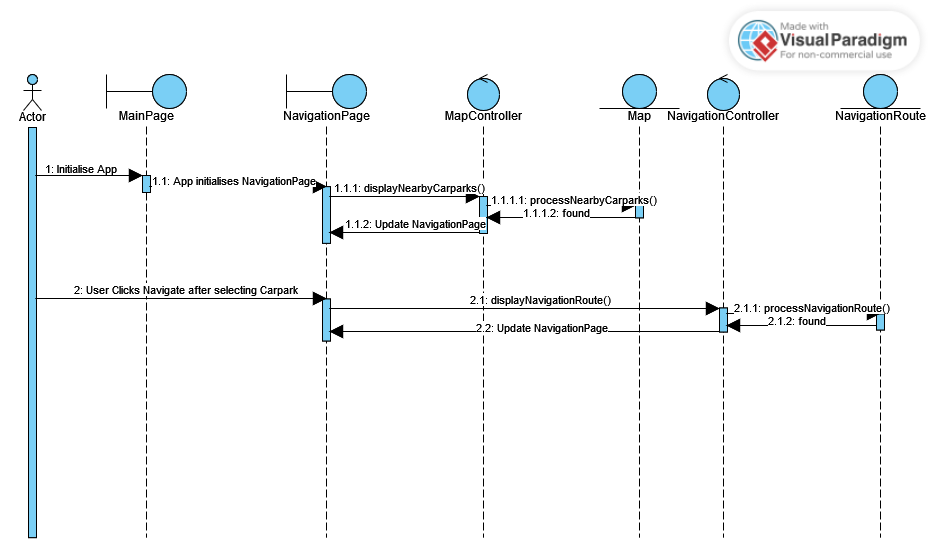 Made with
Visual Paradigm
For non-commercial use
Actor
MainPage
NavigationPage
MapController
Map
NavigationController
NavigationRoute
1: Initialise App
1.1: App initialises NavigationPage
1.1.1: displayNearbyCarparks()
1.1.1.1: processNearbyCarparks()
1.1.1.2: found
1.1.2: Update NavigationPage
2: User Clicks Navigate after selecting Carpark
2.1: displayNavigationRoute()
2.1.1: processNavigationRoute()
2.1.2: found
2.2: Update NavigationPage